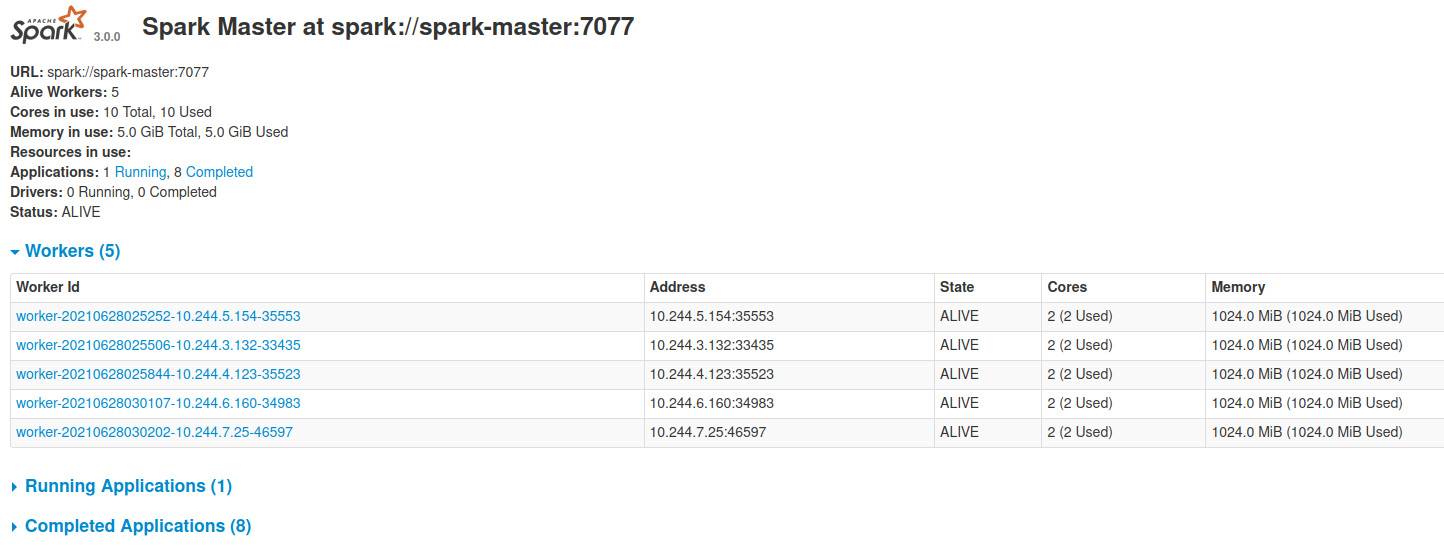 APACHE Spark 3.0.0 Spark Master at spark://spark-master:7077
URL: spark://spark-master:7077
Alive Workers: 5
Cores in use: 10 Total, 10 Used
Memory in use: 5.0 GiB Total, 5.0 GiB Used
Resources in use:
Applications: 1 Running, 8 Completed
Drivers: 0 Running, 0 Completed
Status: ALIVE
Workers (5)
Worker Id Address State Cores Memory
worker-20210628025252-10.244.5.154-35553 10.244.5.154:35553 ALIVE 2 (2 Used) 1024.0 MiB (1024.0 MiB Used)
worker-20210628025506-10.244.3.132-33435 10.244.3.132:33435 ALIVE 2 (2 Used) 1024.0 MiB (1024.0 MiB Used)
worker-20210628025844-10.244.4.123-35523 10.244.4.123:35523 ALIVE 2 (2 Used) 1024.0 MiB (1024.0 MiB Used)
worker-20210628030107-10.244.6.160-34983 10.244.6.160:34983 ALIVE 2 (2 Used) 1024.0 MiB (1024.0 MiB Used)
worker-20210628030202-10.244.7.25-46597 10.244.7.25:46597 ALIVE 2 (2 Used) 1024.0 MiB (1024.0 MiB Used)
Running Applications (1)
Completed Applications (8)